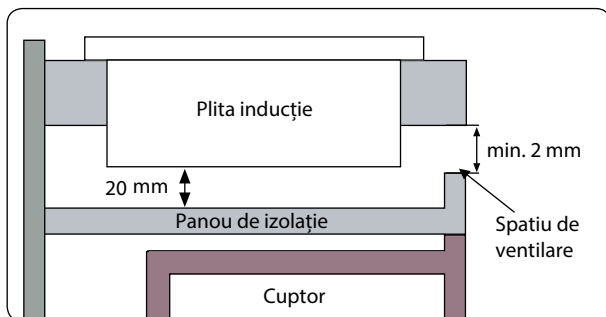 Plita inducție
min. 2 mm
20 mm
Panou de izolație
Spatiu de
ventilare
Cuptor